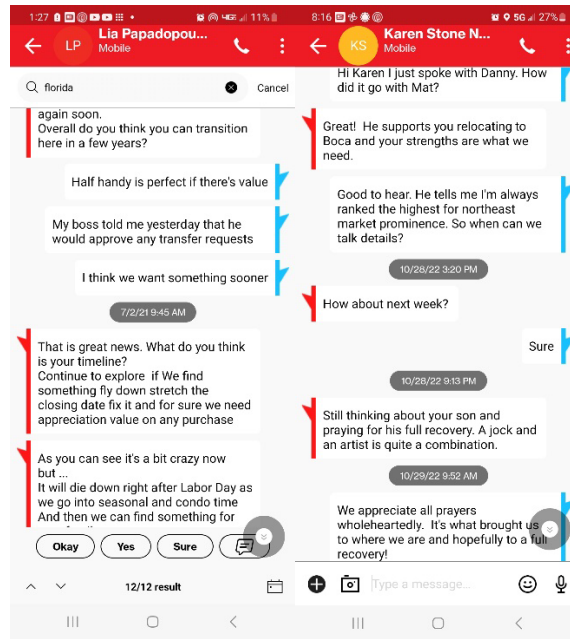 1:27
4GE
11%
LP
Lia Papadopou...
Mobile
florida
Cancel
again soon.
Overall do you think you can transition
here in a few years?
Half handy is perfect if there's value
My boss told me yesterday that he
would approve any transfer requests
I think we want something sooner
7/2/21 9:45 AM
That is great news. What do you think
is your timeline?
Continue to explore if We find
something fly down stretch the
closing date fix it and for sure we need
appreciation value on any purchase
As you can see it's a bit crazy now
but ...
It will die down right after Labor Day as
we go into seasonal and condo time
And then we can find something for
Okay
Yes
Sure
12/12 result
8:16
5G
27%
KS
Karen Stone N...
Mobile
Hi Karen I just spoke with Danny. How
did it go with Mat?
Great! He supports you relocating to
Boca and your strengths are what we
need.
Good to hear. He tells me I'm always
ranked the highest for northeast
market prominence. So when can we
talk details?
10/28/22 3:20 PM
How about next week?
Sure
10/28/22 9:13 PM
Still thinking about your son and
praying for his full recovery. A jock and
an artist is quite a combination.
10/29/22 9:52 AM
We appreciate all prayers
wholeheartedly. It's what brought us
to where we are and hopefully to a full
recovery!
Type a message...